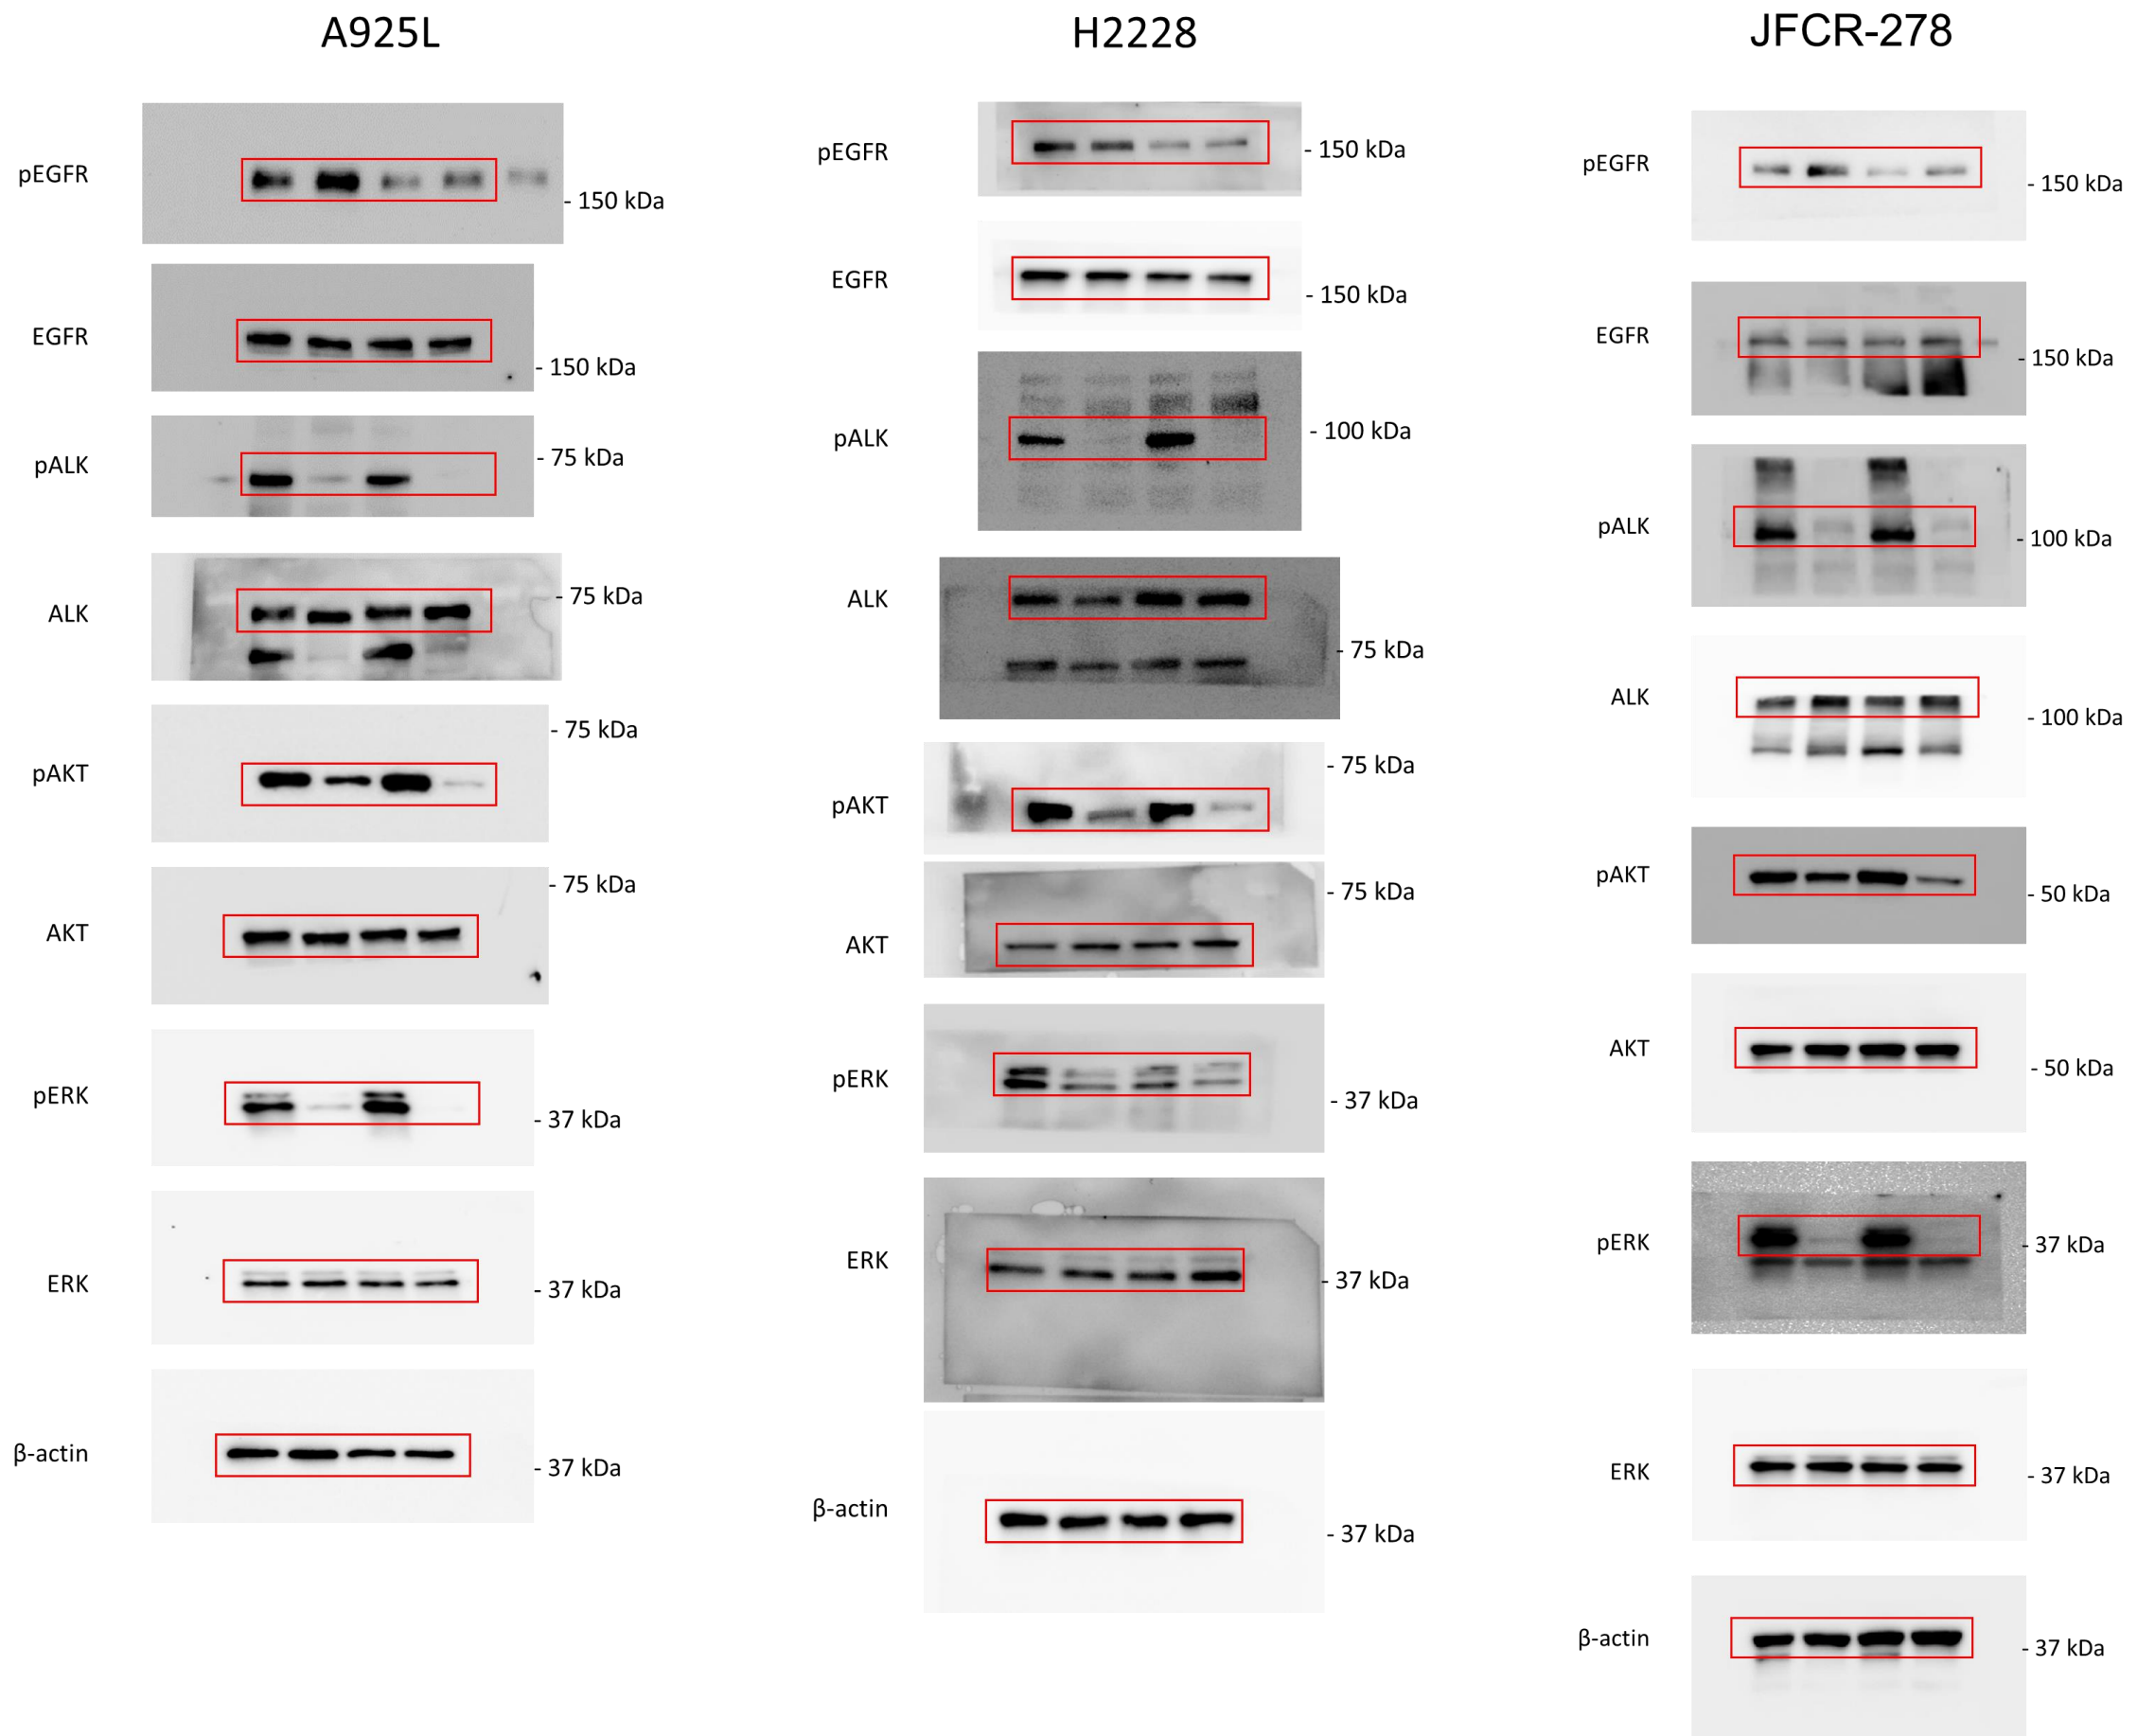 A925L
pEGFR
- 150 kDa
EGFR
- 150 kDa
pALK
- 75 kDa
ALK
- 75 kDa
pAKT
- 75 kDa
AKT
- 75 kDa
pERK
- 37 kDa
ERK
- 37 kDa
β-actin
- 37 kDa
H2228
pEGFR
- 150 kDa
EGFR
- 150 kDa
pALK
- 100 kDa
ALK
- 75 kDa
pAKT
- 75 kDa
AKT
- 75 kDa
pERK
- 37 kDa
ERK
- 37 kDa
β-actin
- 37 kDa
JFCR-278
pEGFR
- 150 kDa
EGFR
- 150 kDa
pALK
- 100 kDa
ALK
- 100 kDa
pAKT
- 50 kDa
AKT
- 50 kDa
pERK
- 37 kDa
ERK
- 37 kDa
β-actin
- 37 kDa